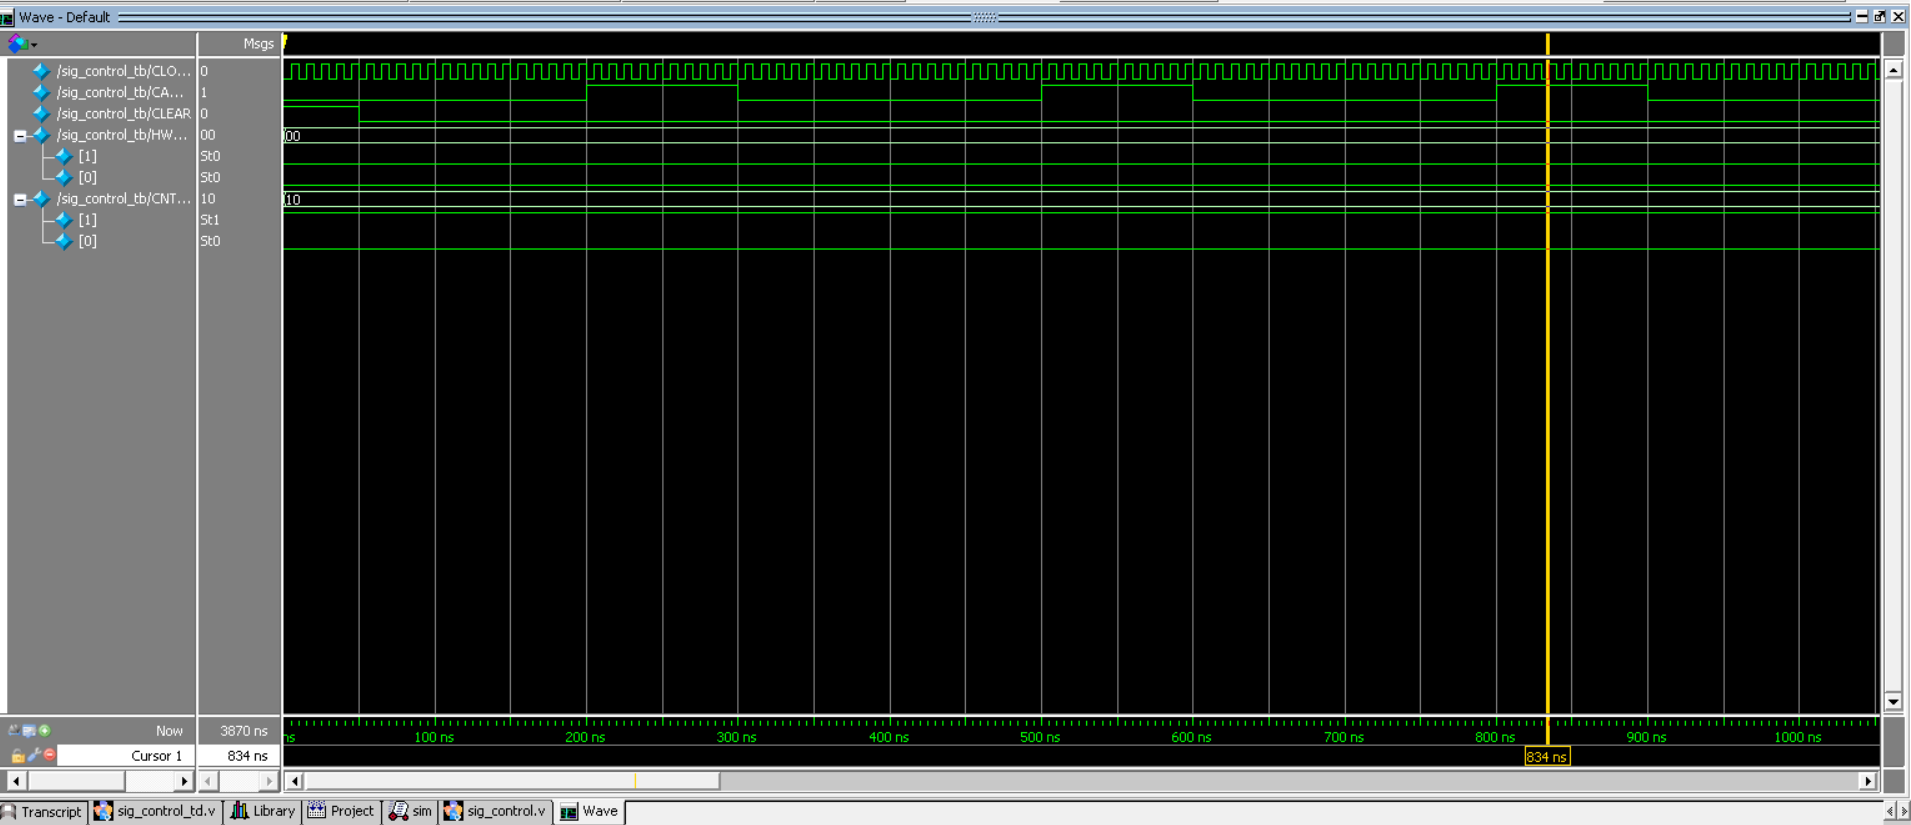 Wave - Default
Msgs
/sig_control_tb/CLO... 0
/sig_control_tb/CA... 1
/sig_control_tb/CLEAR 0
/sig_control_tb/HW... 00 00
[1] St0
[0] St0
/sig_control_tb/CNT... 10 10
[1] St1
[0] St0
Now 3870 ns ns 100 ns 200 ns 300 ns 400 ns 500 ns 600 ns 700 ns 800 ns 900 ns 1000 ns
Cursor 1 834 ns 834 ns
Transcript sig_control_td.v Library Project sim sig_control.v Wave